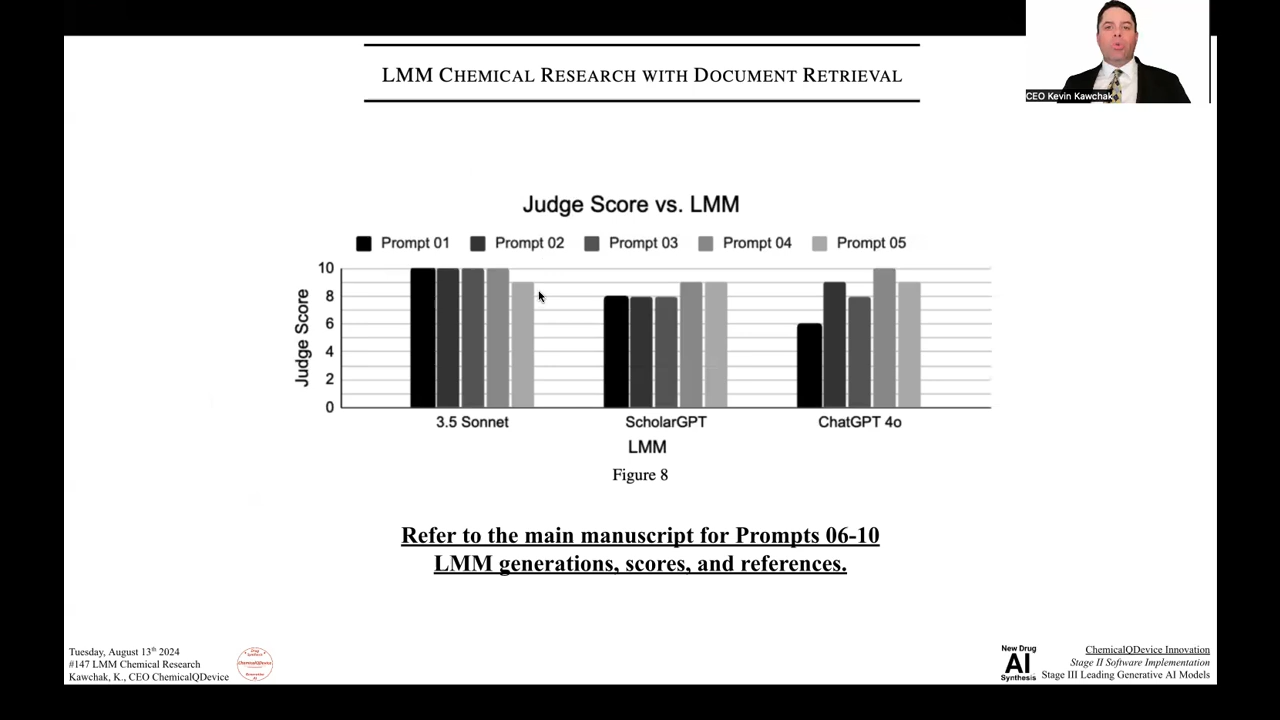 LMM CHEMICAL RESEARCH WITH DOCUMENT RETRIEVAL
CEO Kevin Kawchak
Judge Score vs. LMM
Prompt 01 Prompt 02 Prompt 03 Prompt 04 Prompt 05
Judge Score
10
8
6
4
2
0
3.5 Sonnet ScholarGPT ChatGPT 4o
LMM
Figure 8
Refer to the main manuscript for Prompts 06-10
LMM generations, scores, and references.
Tuesday, August 13th 2024
#147 LMM Chemical Research
Kawchak, K., CEO ChemicalQDevice
ChemicalQDevice
New Drug
AI
Synthesis
ChemicalQDevice Innovation
Stage II Software Implementation
Stage III Leading Generative AI Models